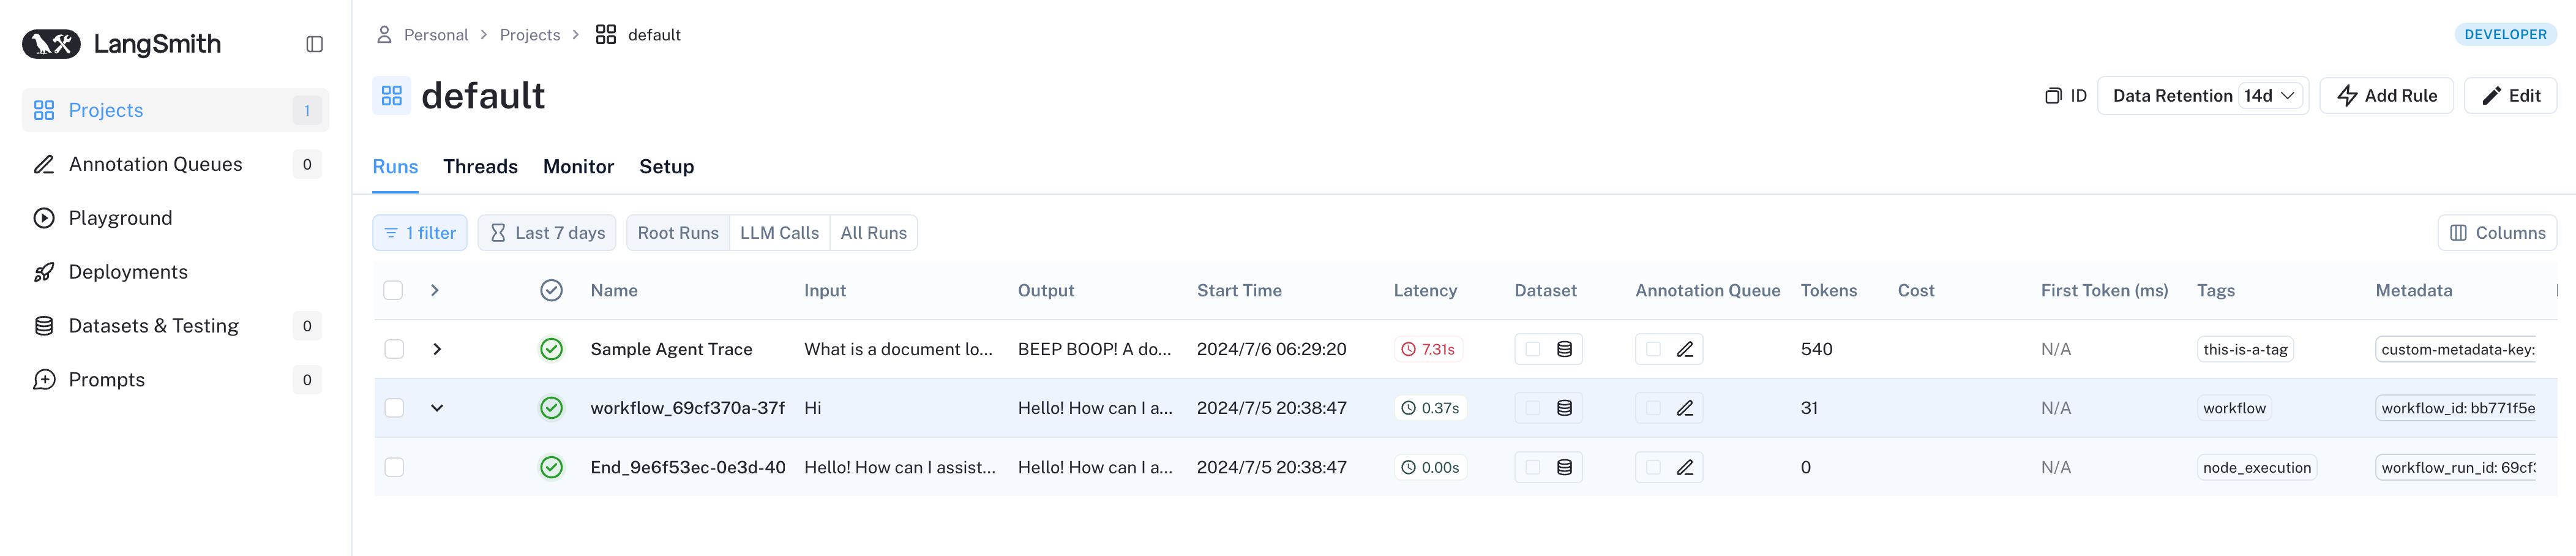 LangSmith
Projects 1
Annotation Queues 0
Playground
Deployments
Datasets & Testing 0
Prompts 0
Personal > Projects > default
DEVELOPER
default
ID Data Retention 14d Add Rule Edit
Runs Threads Monitor Setup
1 filter Last 7 days Root Runs LLM Calls All Runs Columns
Name Input Output Start Time Latency Dataset Annotation Queue Tokens Cost First Token (ms) Tags Metadata
Sample Agent Trace What is a document lo... BEEP BOOP! A do... 2024/7/6 06:29:20 7.31s 540 N/A this-is-a-tag custom-metadata-key:
workflow_69cf370a-37f Hi Hello! How can I a... 2024/7/5 20:38:47 0.37s 31 N/A workflow workflow_id: bb771f5e
End_9e6f53ec-0e3d-40 Hello! How can I assist... Hello! How can I a... 2024/7/5 20:38:47 0.00s 0 N/A node_execution workflow_run_id: 69cf